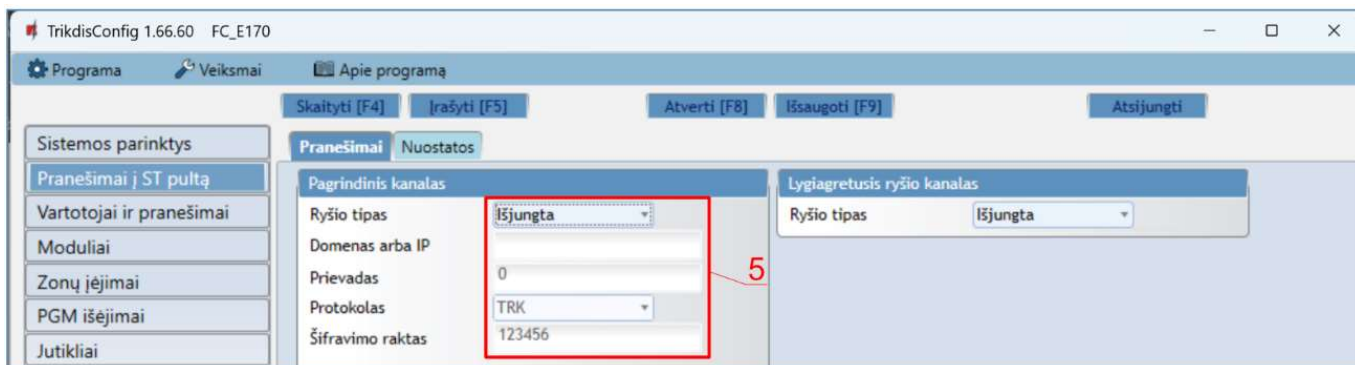 TrikdisConfig 1.66.60 FC_E170
Programa Veiksmai Apie programą
Skaityti [F4] Įrašyti [F5] Atverti [F8] Išsaugoti [F9] Atsijungti
Sistemos parinktys
Pranešimai į ST pultą
Vartotojai ir pranešimai
Moduliai
Zonų įėjimai
PGM išėjimai
Jutikliai
Pranešimai Nuostatos
Pagrindinis kanalas
Ryšio tipas Išjungta
Domenas arba IP
Prievadas 0
Protokolas TRK
Šifravimo raktas 123456
5
Lygiagretusis ryšio kanalas
Ryšio tipas Išjungta